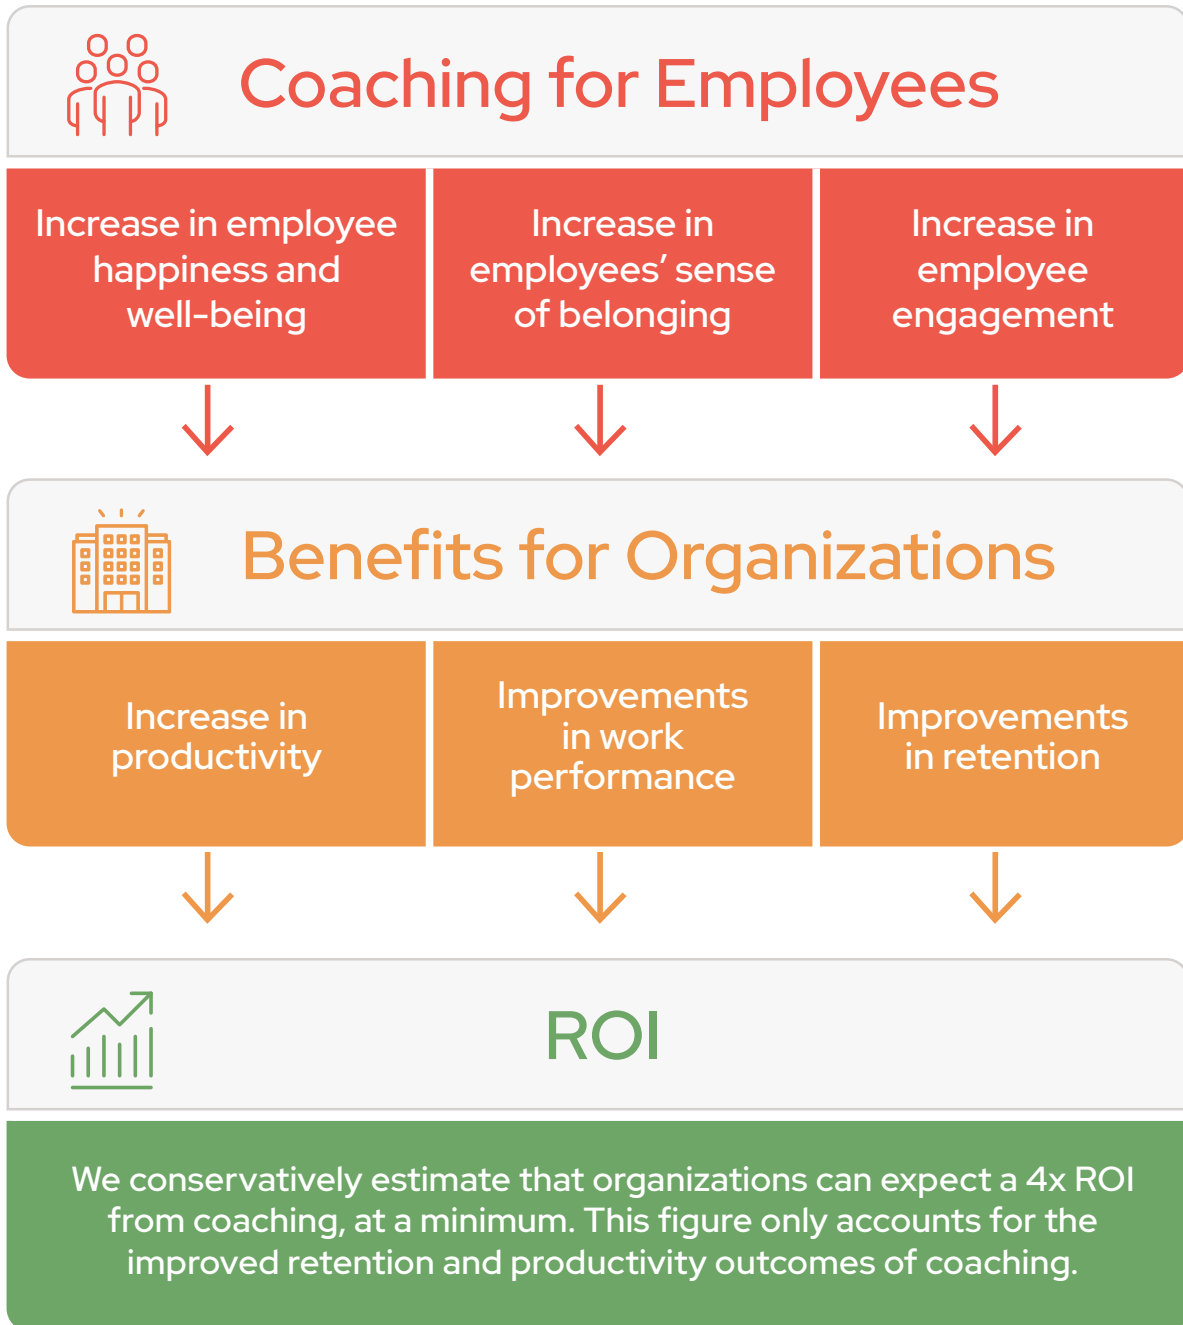 Coaching for Employees
Increase in employee
happiness and
well-being
Increase in
employees’ sense
of belonging
Increase in
employee
engagement
Benefits for Organizations
Increase in
productivity
Improvements
in work
performance
Improvements
in retention
ROI
We conservatively estimate that organizations can expect a 4x ROI
from coaching, at a minimum. This figure only accounts for the
improved retention and productivity outcomes of coaching.